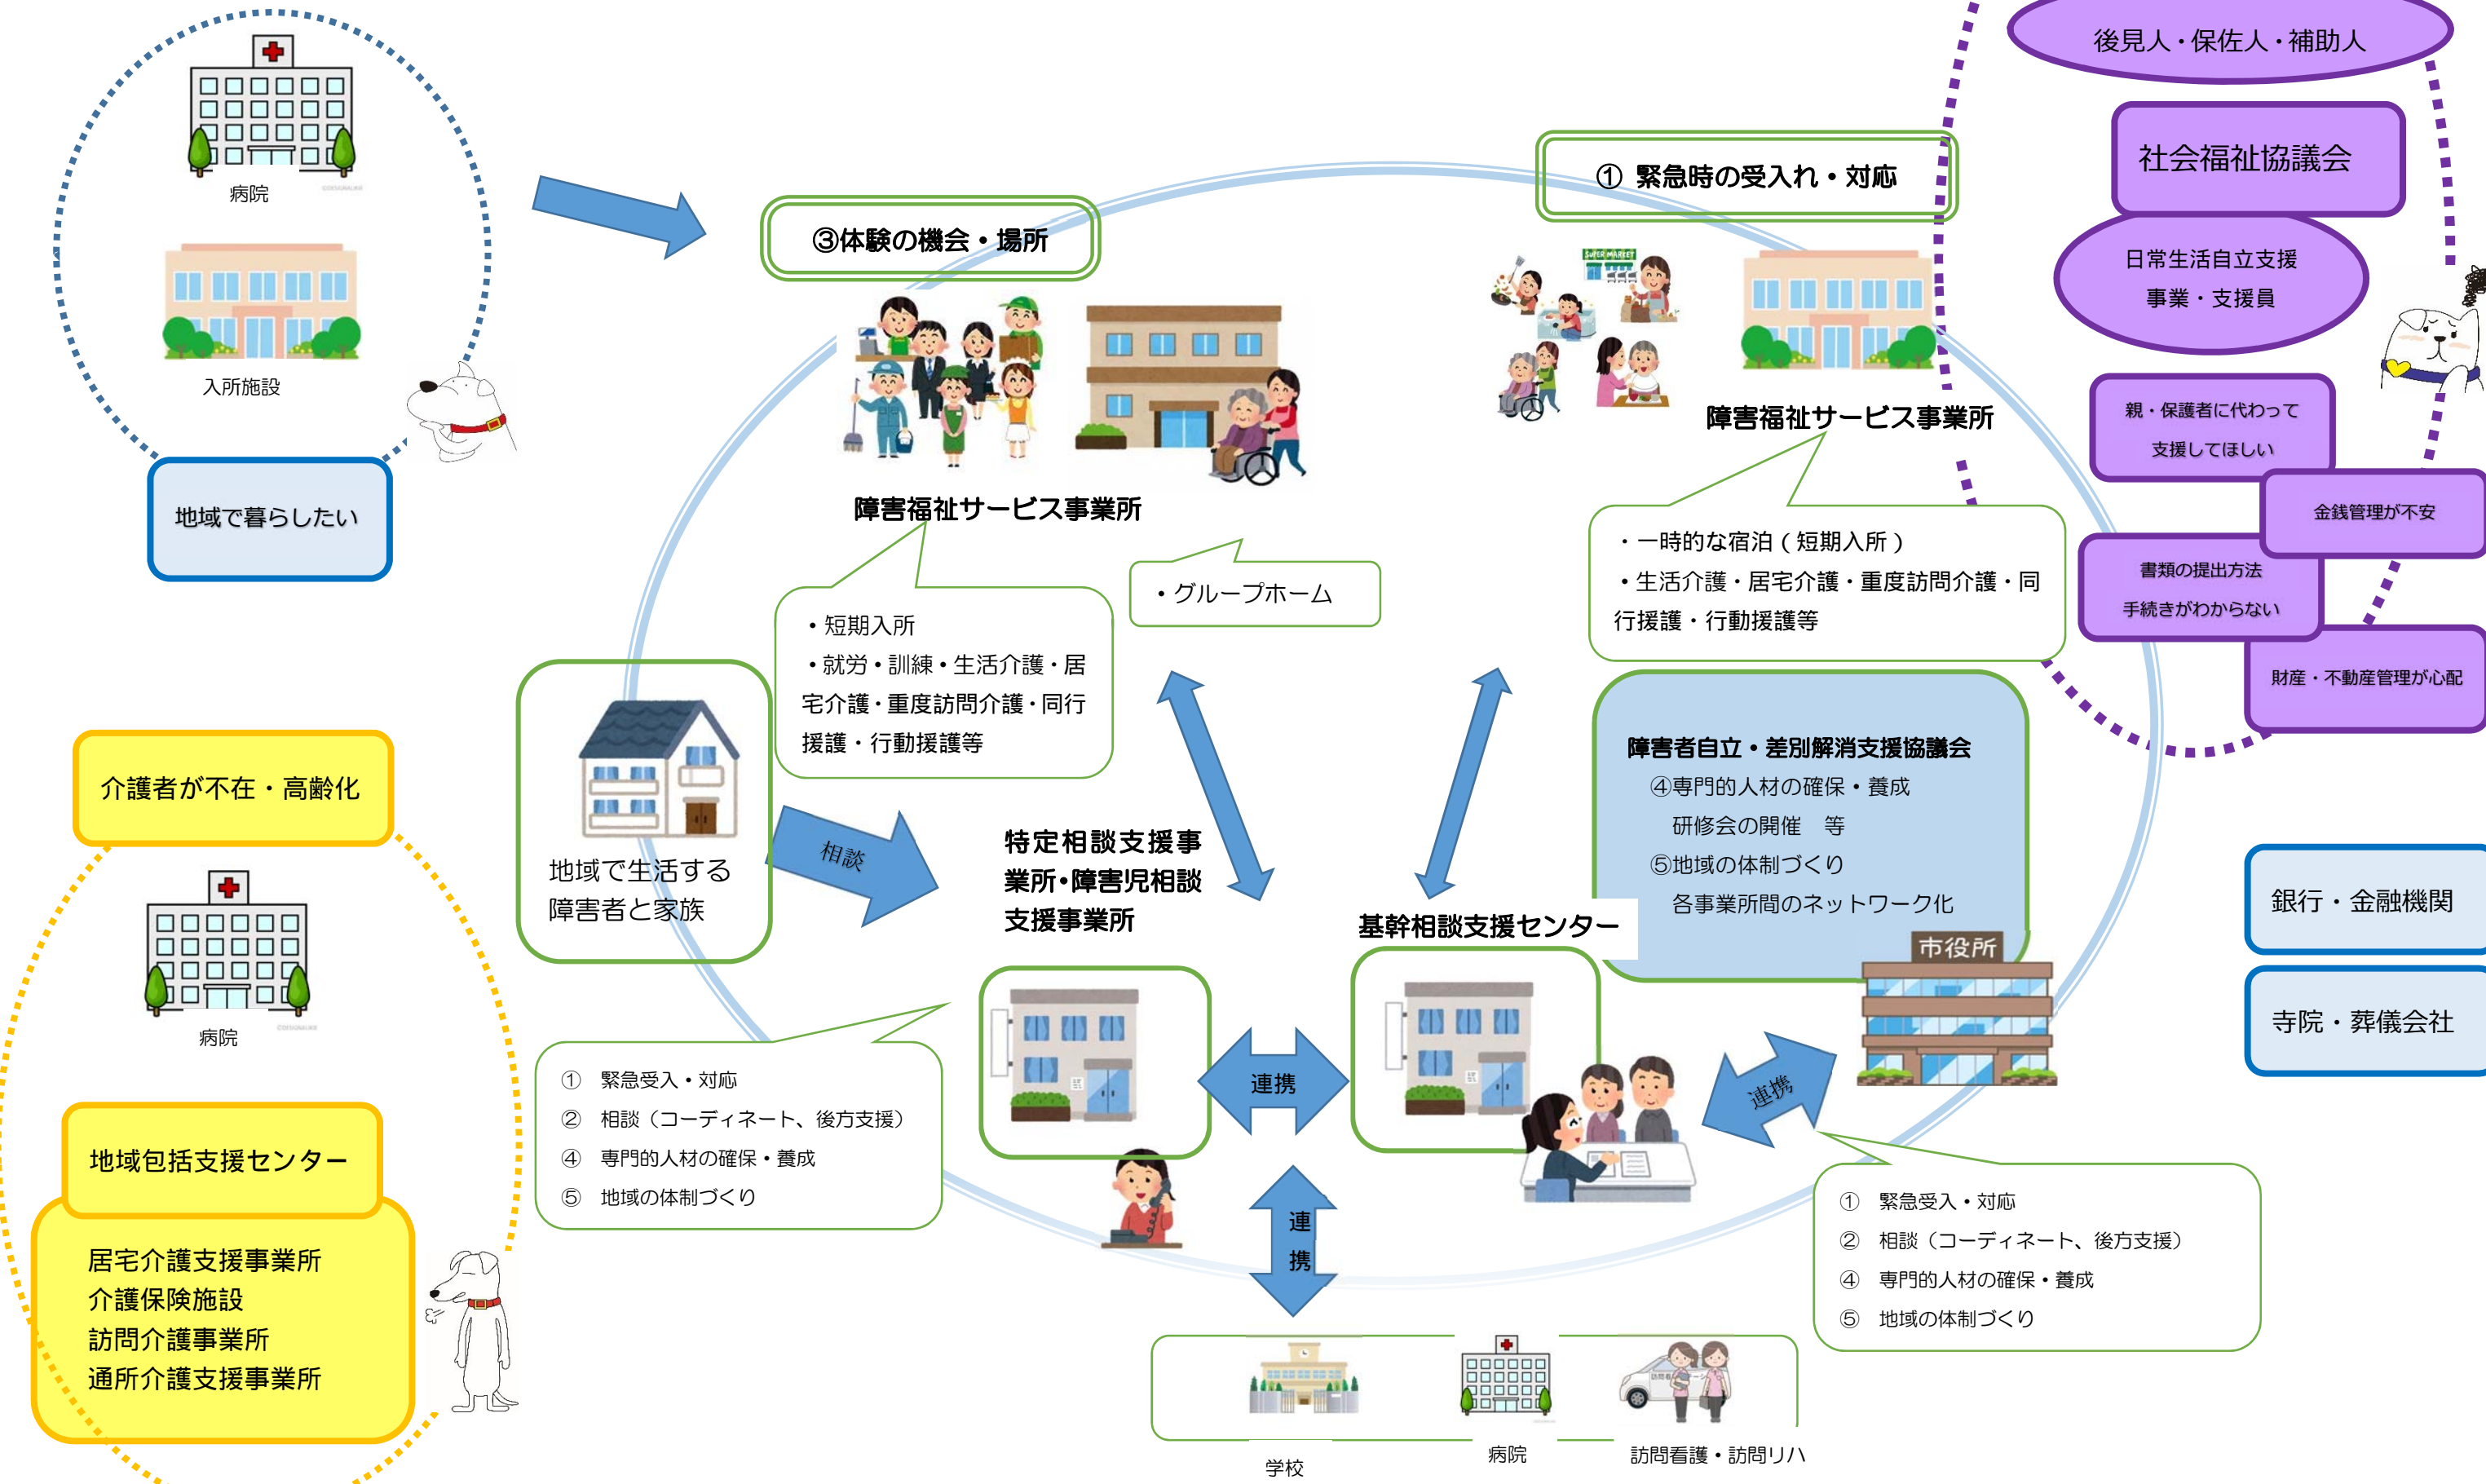 病院
入所施設
地域で暮らしたい
③体験の機会・場所
障害福祉サービス事業所
・短期入所
・就労・訓練・生活介護・居
宅介護・重度訪問介護・同行
援護・行動援護等
・グループホーム
① 緊急時の受入れ・対応
SUPER MARKET
障害福祉サービス事業所
・一時的な宿泊(短期入所)
・生活介護・居宅介護・重度訪問介護・同
行援護・行動援護等
後見人・保佐人・補助人
社会福祉協議会
日常生活自立支援
事業・支援員
親・保護者に代わって
支援してほしい
金銭管理が不安
書類の提出方法
手続きがわからない
財産・不動産管理が心配
地域で生活する
障害者と家族
相談
特定相談支援事
業所・障害児相談
支援事業所
基幹相談支援センター
障害者自立・差別解消支援協議会
④専門的人材の確保・養成
研修会の開催 等
⑤地域の体制づくり
各事業所間のネットワーク化
市役所
銀行・金融機関
寺院・葬儀会社
介護者が不在・高齢化
病院
地域包括支援センター
居宅介護支援事業所
介護保険施設
訪問介護事業所
通所介護支援事業所
① 緊急受入・対応
② 相談(コーディネート、後方支援)
④ 専門的人材の確保・養成
⑤ 地域の体制づくり
連携
連携
連
携
① 緊急受入・対応
② 相談(コーディネート、後方支援)
④ 専門的人材の確保・養成
⑤ 地域の体制づくり
学校
病院
訪問看護・訪問リハ